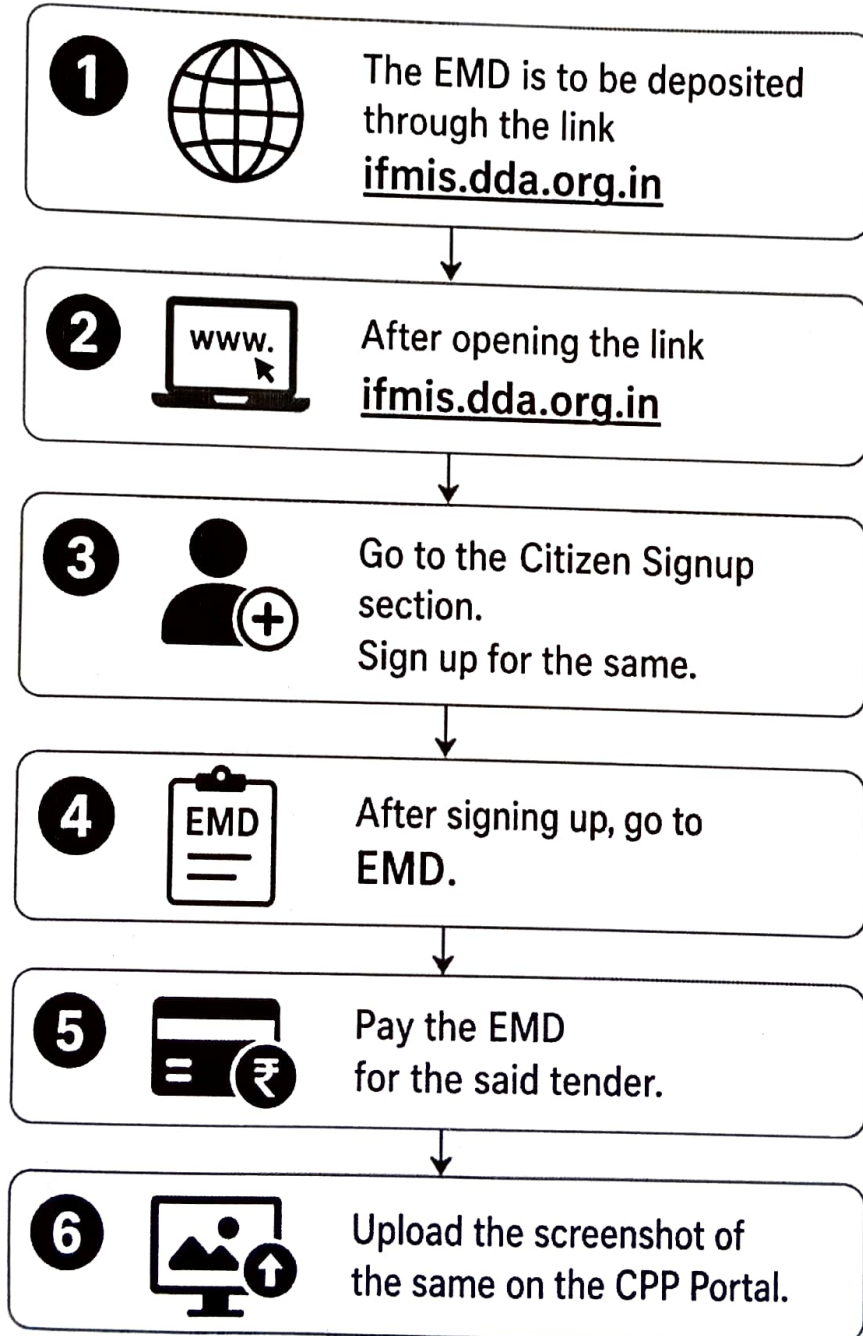 1
The EMD is to be deposited
through the link
ifmis.dda.org.in
2
www.
After opening the link
ifmis.dda.org.in
3
Go to the Citizen Signup
section.
Sign up for the same.
4
EMD
After signing up, go to
EMD.
5
₹
Pay the EMD
for the said tender.
6
Upload the screenshot of
the same on the CPP Portal.